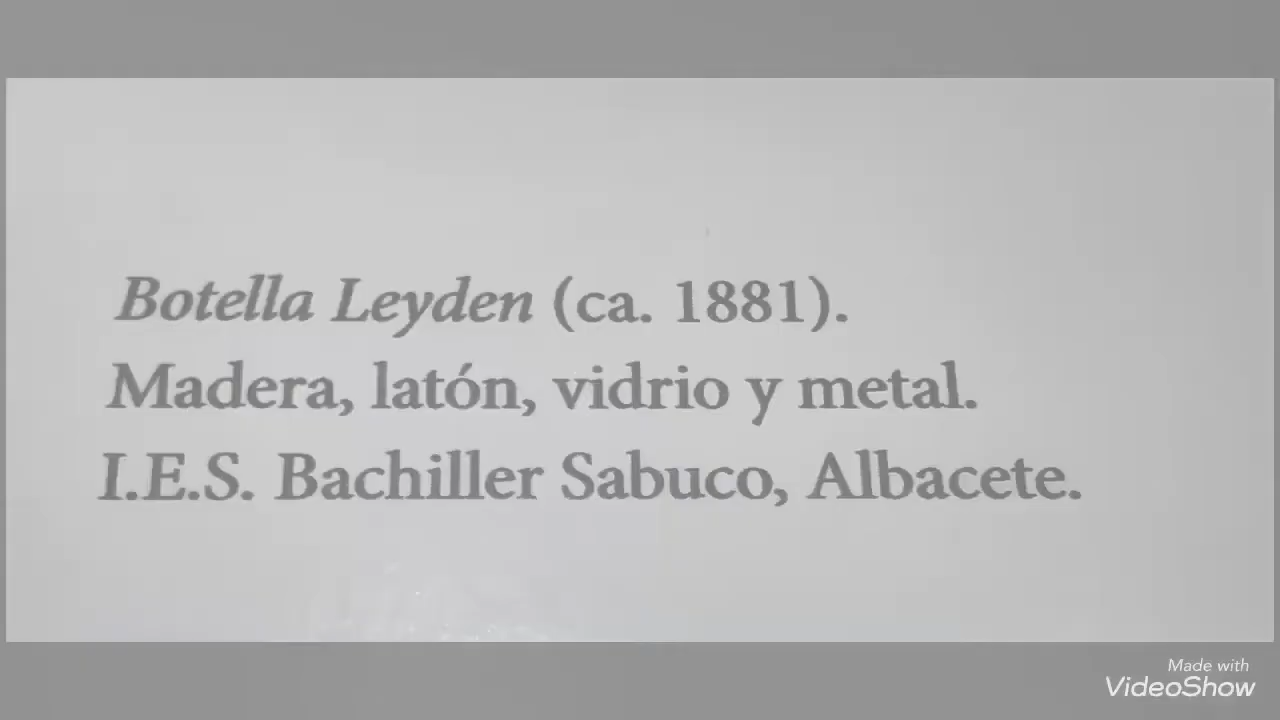 Botella Leyden (ca. 1881).
Madera, latón, vidrio y metal.
I.E.S. Bachiller Sabuco, Albacete.
Made with
VideoShow